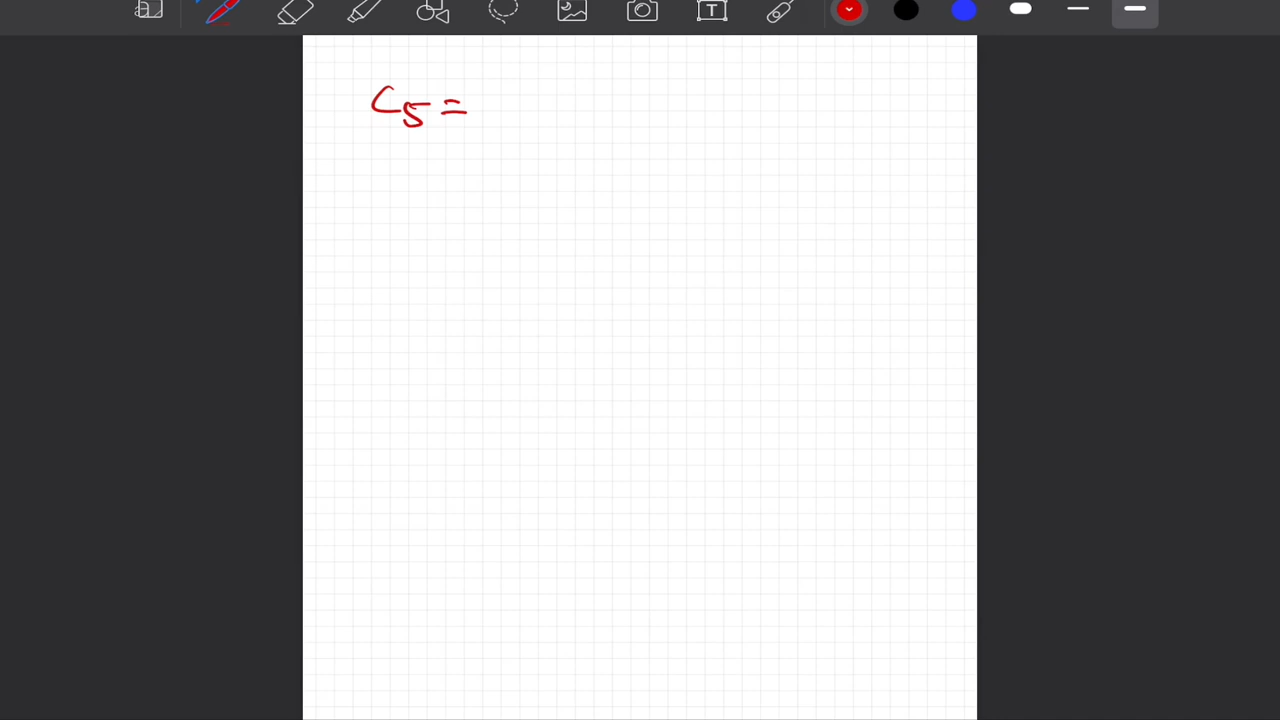 C₅ =